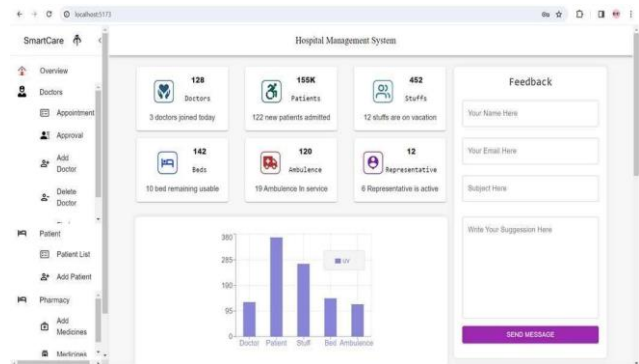 localhost:5173
SmartCare
Hospital Management System
Overview
Doctors
Appointment
Approval
Add
Doctor
Delete
Doctor
Patient
Patient List
Add Patient
Pharmacy
Add
Medicines
Medicines
128
Doctors
3 doctors joined today
155K
Patients
122 new patients admitted
452
Stuffs
12 stuffs are on vacation
142
Beds
10 bed remaining usable
120
Ambulence
19 Ambulence In service
12
Representative
6 Representative is active
380
285
190
95
0
UV
Doctor Patient Stuff Bed Ambulance
Feedback
Your Name Here
Your Email Here
Subject Here
Write Your Suggession Here
SEND MESSAGE